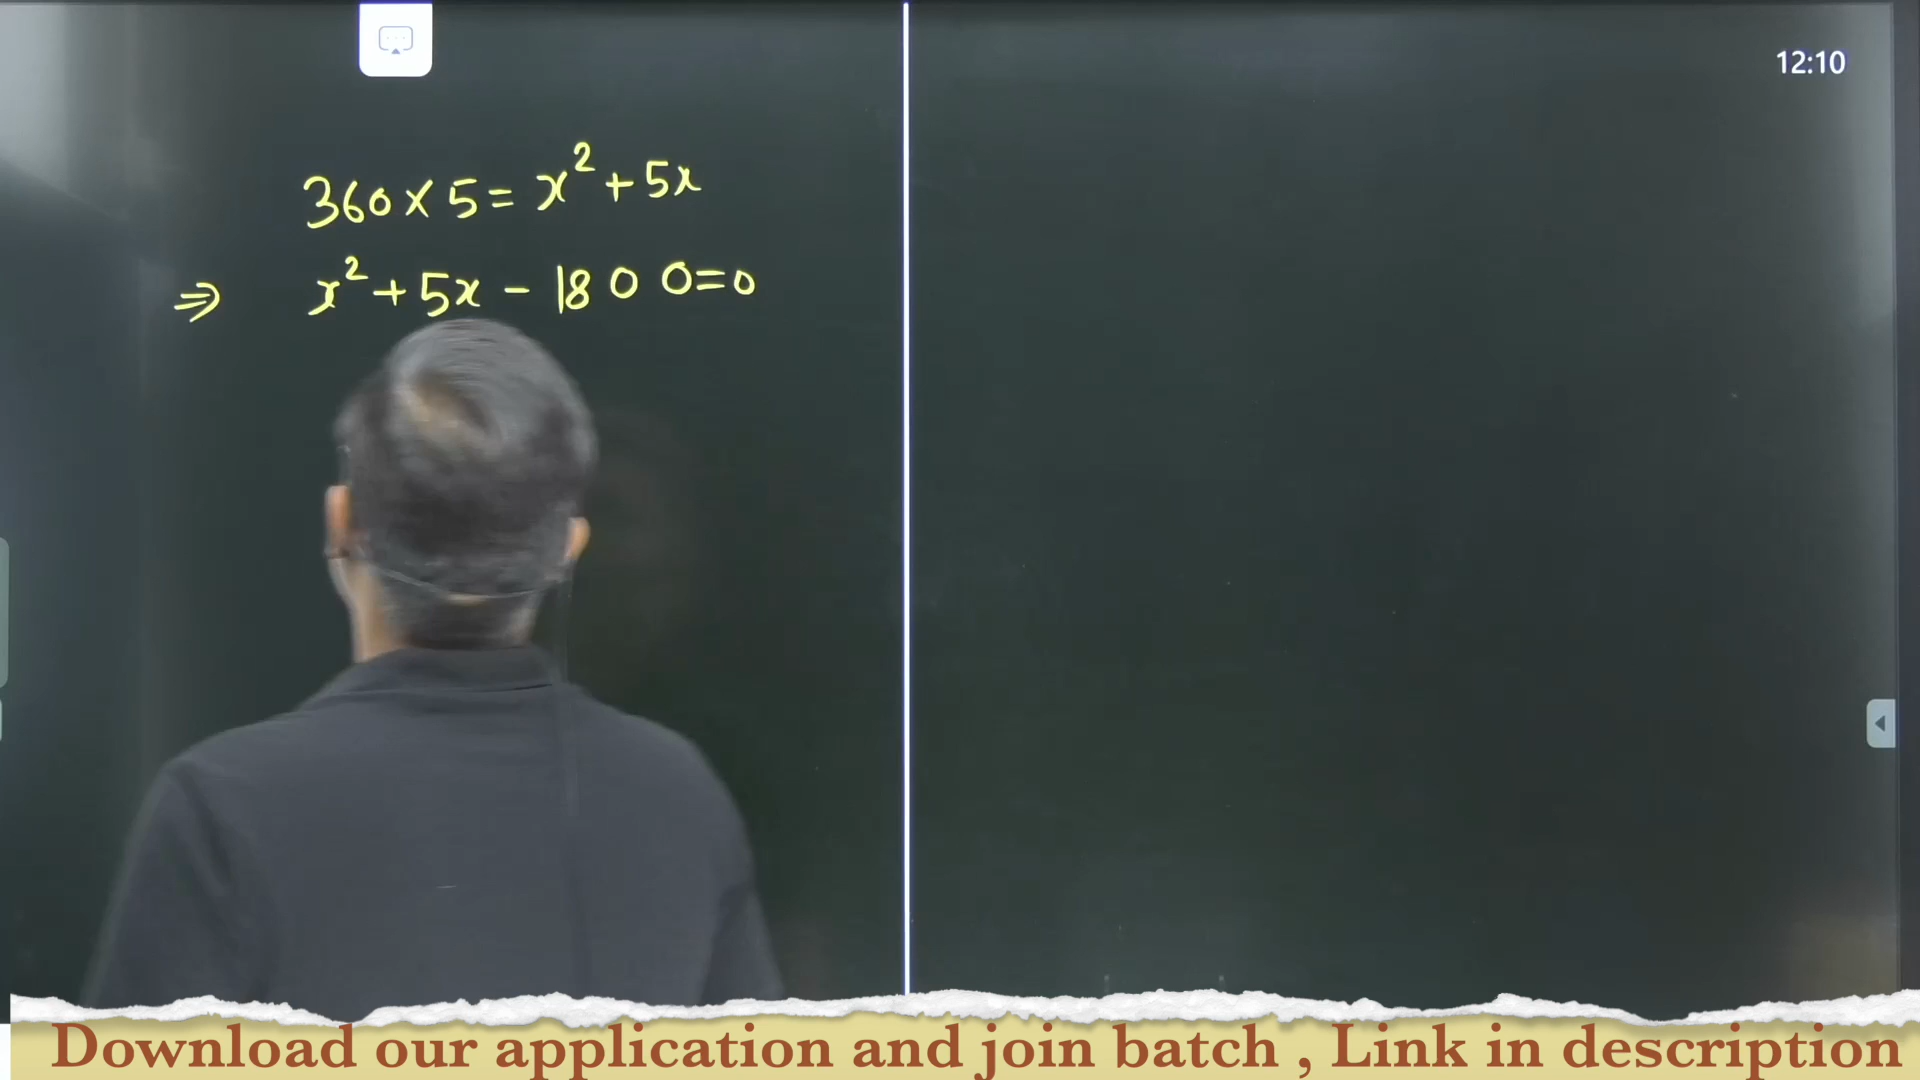 12:10
360 × 5 = x² + 5x
⇒ x² + 5x - 1800=0
Download our application and join batch , Link in description